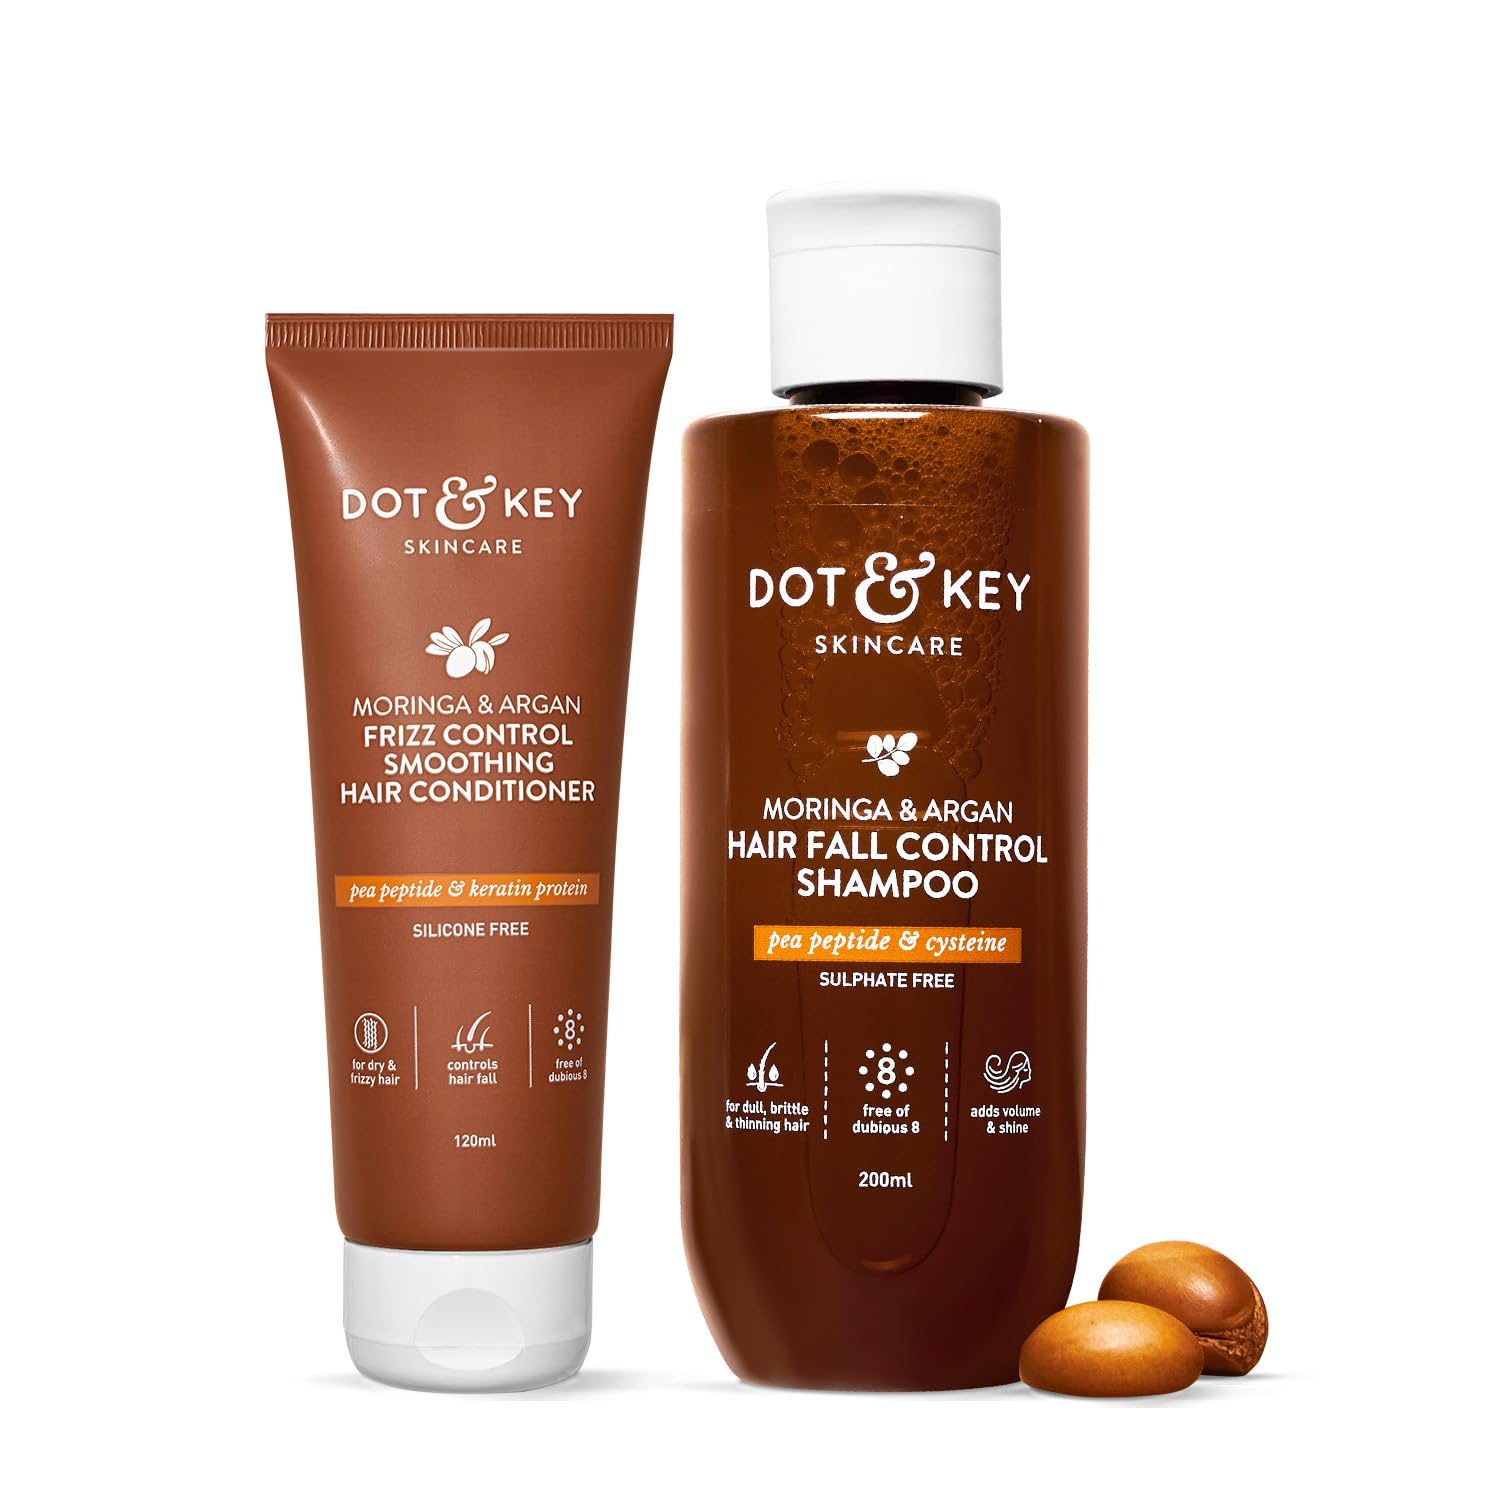 DOT & KEY
SKINCARE
MORINGA & ARGAN
FRIZZ CONTROL
SMOOTHING
HAIR CONDITIONER
pea peptide & keratin protein
SILICONE FREE
for dry &
frizzy hair
controls
hair fall
8
free of
dubious 8
120ml
DOT & KEY
SKINCARE
MORINGA & ARGAN
HAIR FALL CONTROL
SHAMPOO
pea peptide & cysteine
SULPHATE FREE
for dull, brittle
& thinning hair
8
free of
dubious 8
adds volume
& shine
200ml